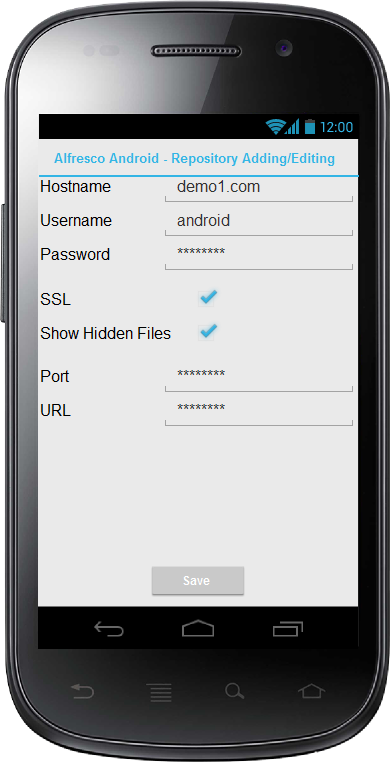 12:00
Alfresco Android - Repository Adding/Editing
Hostname demo1.com
Username android
Password ********
SSL
Show Hidden Files
Port ********
URL ********
Save